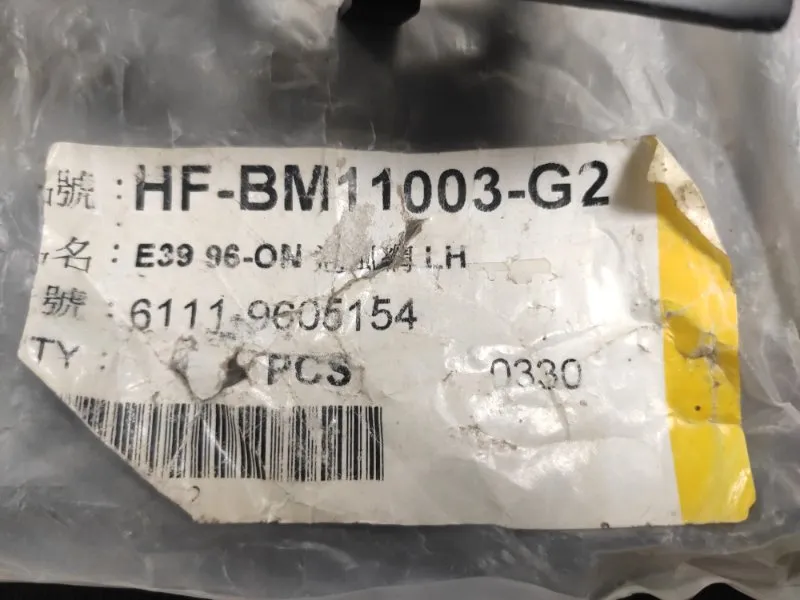 號: HF-BM11003-G2
名: E39 96-ON LH
號: 6111-9605154
TY: PCS 0330